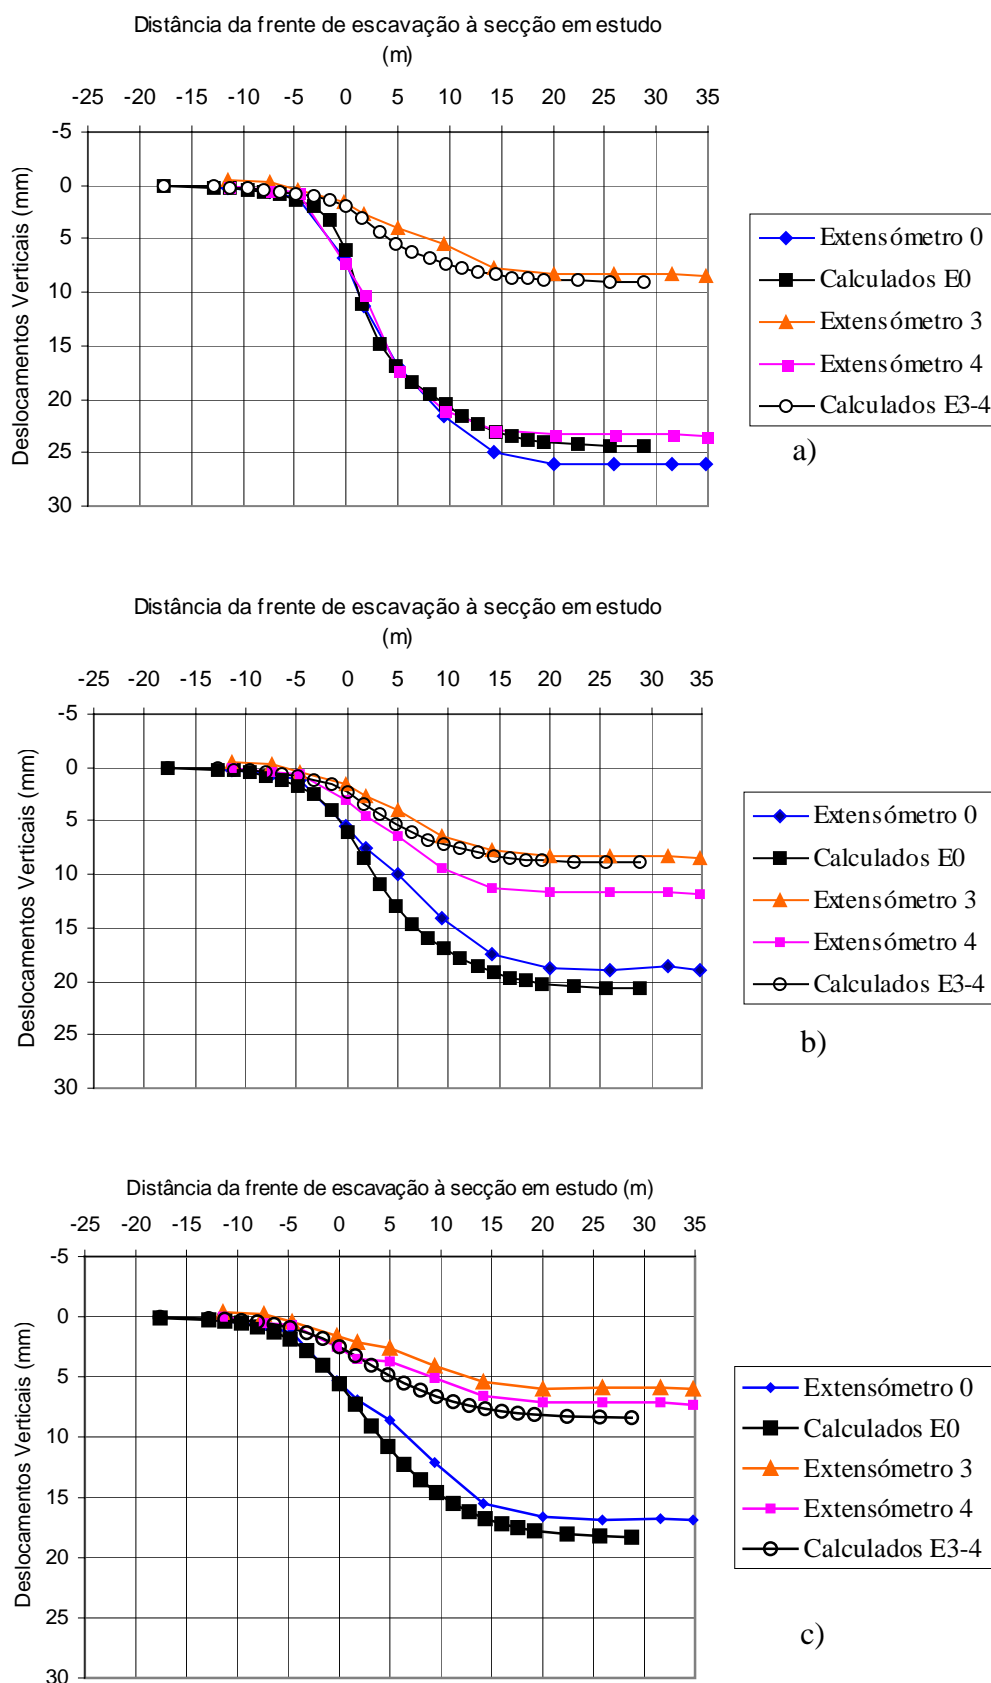 Distância da frente de escavação à secção em estudo
(m)
-25 -20 -15 -10 -5 0 5 10 15 20 25 30 35
-5
0
5
10
15
20
25
30
Deslocamentos Verticais (mm)
Extensómetro 0
Calculados E0
Extensómetro 3
Extensómetro 4
Calculados E3-4
a)
Distância da frente de escavação à secção em estudo
(m)
-25 -20 -15 -10 -5 0 5 10 15 20 25 30 35
-5
0
5
10
15
20
25
30
Deslocamentos Verticais (mm)
Extensómetro 0
Calculados E0
Extensómetro 3
Extensómetro 4
Calculados E3-4
b)
Distância da frente de escavação à secção em estudo (m)
-25 -20 -15 -10 -5 0 5 10 15 20 25 30 35
-5
0
5
10
15
20
25
30
Deslocamentos Verticais (mm)
Extensómetro 0
Calculados E0
Extensómetro 3
Extensómetro 4
Calculados E3-4
c)